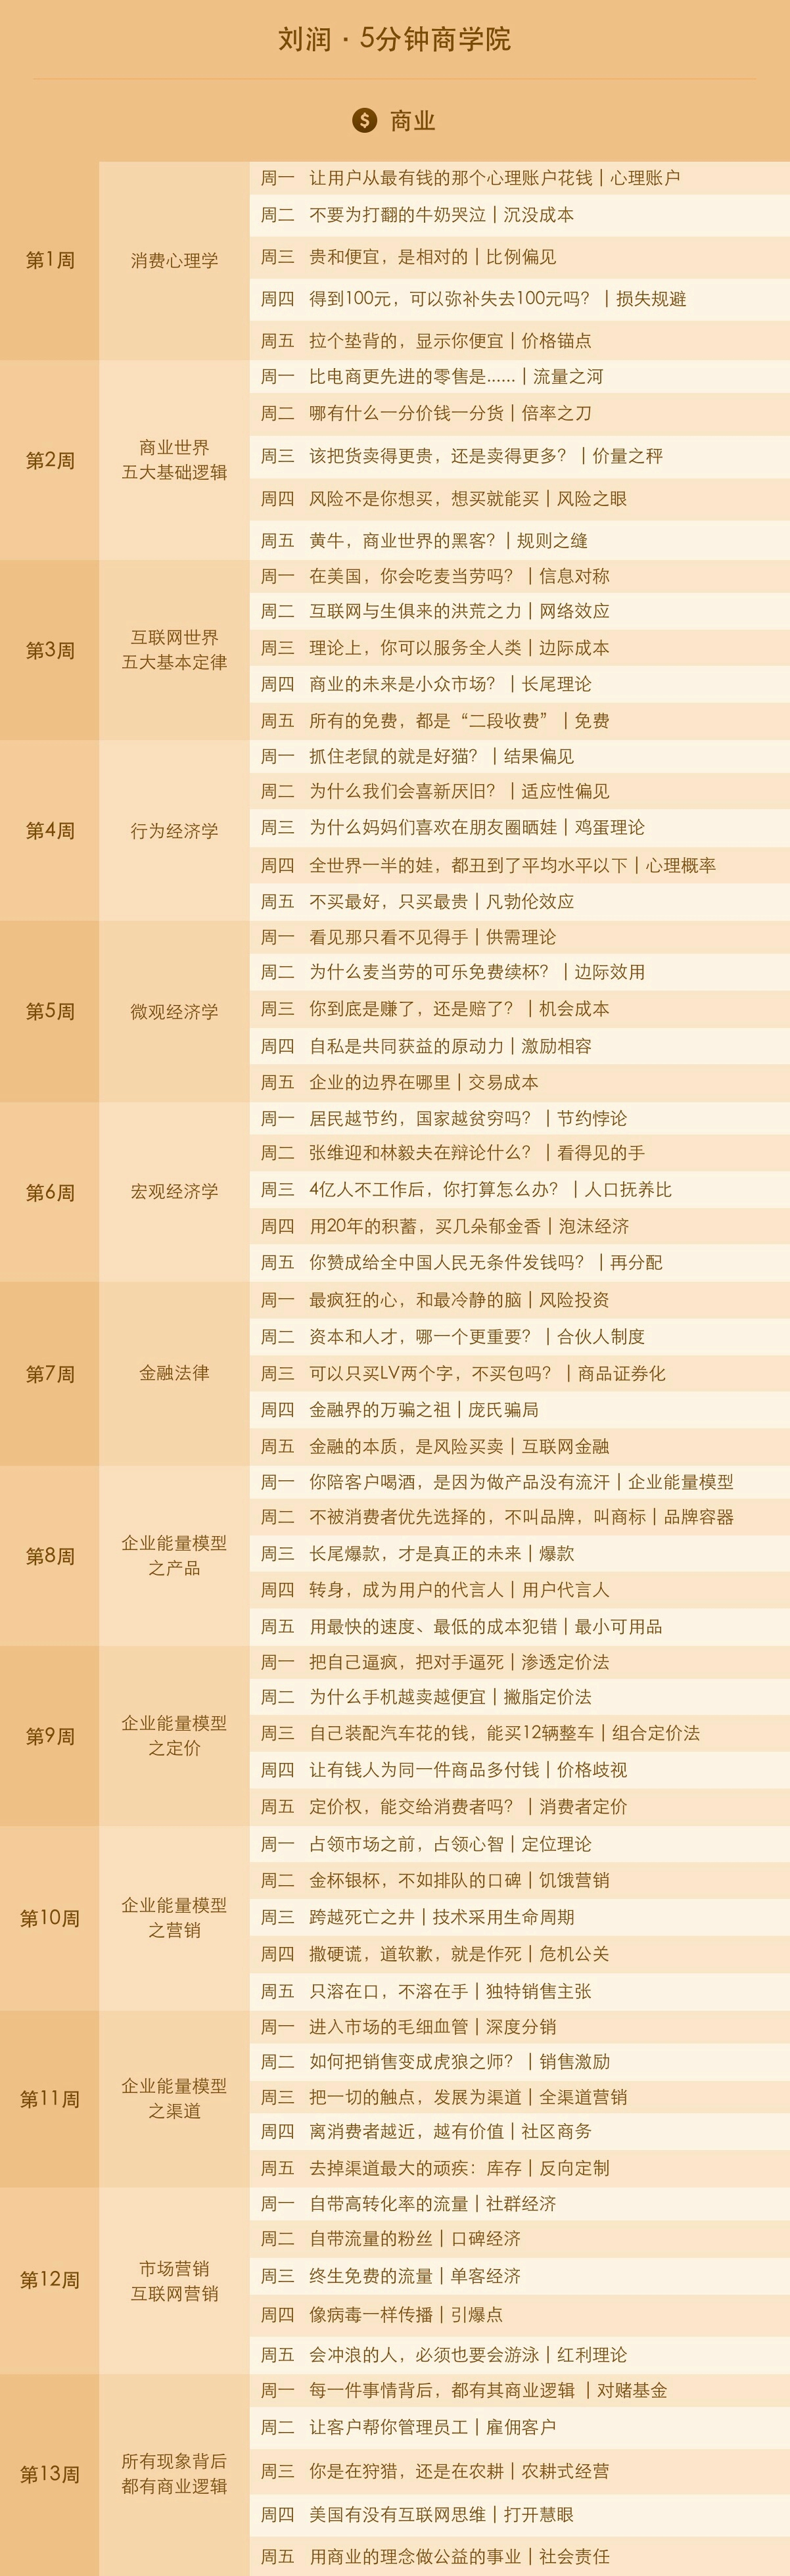 刘润 · 5分钟商学院
$ 商业
第1周
消费心理学
周一 让用户从最有钱的那个心理账户花钱 | 心理账户
周二 不要为打翻的牛奶哭泣 | 沉没成本
周三 贵和便宜，是相对的 | 比例偏见
周四 得到100元，可以弥补失去100元吗？ | 损失规避
周五 拉个垫背的，显示你便宜 | 价格锚点
第2周
商业世界
五大基础逻辑
周一 比电商更先进的零售是...... | 流量之河
周二 哪有什么一分价钱一分货 | 倍率之刀
周三 该把货卖得更贵，还是卖得更多？ | 价量之秤
周四 风险不是你想买，想买就能买 | 风险之眼
周五 黄牛，商业世界的黑客？ | 规则之缝
第3周
互联网世界
五大基本定律
周一 在美国，你会吃麦当劳吗？ | 信息对称
周二 互联网与生俱来的洪荒之力 | 网络效应
周三 理论上，你可以服务全人类 | 边际成本
周四 商业的未来是小众市场？ | 长尾理论
周五 所有的免费，都是“二段收费” | 免费
第4周
行为经济学
周一 抓住老鼠的就是好猫？ | 结果偏见
周二 为什么我们会喜新厌旧？ | 适应性偏见
周三 为什么妈妈们喜欢在朋友圈晒娃 | 鸡蛋理论
周四 全世界一半的娃，都丑到了平均水平以下 | 心理概率
周五 不买最好，只买最贵 | 凡勃伦效应
第5周
微观经济学
周一 看见那只看不见得手 | 供需理论
周二 为什么麦当劳的可乐免费续杯？ | 边际效用
周三 你到底是赚了，还是赔了？ | 机会成本
周四 自私是共同获益的原动力 | 激励相容
周五 企业的边界在哪里 | 交易成本
第6周
宏观经济学
周一 居民越节约，国家越贫穷吗？ | 节约悖论
周二 张维迎和林毅夫在辩论什么？ | 看得见的手
周三 4亿人不工作后，你打算怎么办？ | 人口抚养比
周四 用20年的积蓄，买几朵郁金香 | 泡沫经济
周五 你赞成给全中国人民无条件发钱吗？ | 再分配
第7周
金融法律
周一 最疯狂的心，和最冷静的脑 | 风险投资
周二 资本和人才，哪一个更重要？ | 合伙人制度
周三 可以只买LV两个字，不买包吗？ | 商品证券化
周四 金融界的万骗之祖 | 庞氏骗局
周五 金融的本质，是风险买卖 | 互联网金融
第8周
企业能量模型
之产品
周一 你陪客户喝酒，是因为做产品没有流汗 | 企业能量模型
周二 不被消费者优先选择的，不叫品牌，叫商标 | 品牌容器
周三 长尾爆款，才是真正的未来 | 爆款
周四 转身，成为用户的代言人 | 用户代言人
周五 用最快的速度、最低的成本犯错 | 最小可用品
第9周
企业能量模型
之定价
周一 把自己逼疯，把对手逼死 | 渗透定价法
周二 为什么手机越卖越便宜 | 撇脂定价法
周三 自己装配汽车花的钱，能买12辆整车 | 组合定价法
周四 让有钱人为同一件商品多付钱 | 价格歧视
周五 定价权，能交给消费者吗？ | 消费者定价
第10周
企业能量模型
之营销
周一 占领市场之前，占领心智 | 定位理论
周二 金杯银杯，不如排队的口碑 | 饥饿营销
周三 跨越死亡之井 | 技术采用生命周期
周四 撒硬谎，道软歉，就是作死 | 危机公关
周五 只溶在口，不溶在手 | 独特销售主张
第11周
企业能量模型
之渠道
周一 进入市场的毛细血管 | 深度分销
周二 如何把销售变成虎狼之师？ | 销售激励
周三 把一切的触点，发展为渠道 | 全渠道营销
周四 离消费者越近，越有价值 | 社区商务
周五 去掉渠道最大的顽疾：库存 | 反向定制
第12周
市场营销
互联网营销
周一 自带高转化率的流量 | 社群经济
周二 自带流量的粉丝 | 口碑经济
周三 终生免费的流量 | 单客经济
周四 像病毒一样传播 | 引爆点
周五 会冲浪的人，必须也要会游泳 | 红利理论
第13周
所有现象背后
都有商业逻辑
周一 每一件事情背后，都有其商业逻辑 | 对赌基金
周二 让客户帮你管理员工 | 雇佣客户
周三 你是在狩猎，还是在农耕 | 农耕式经营
周四 美国有没有互联网思维 | 打开慧眼
周五 用商业的理念做公益的事业 | 社会责任